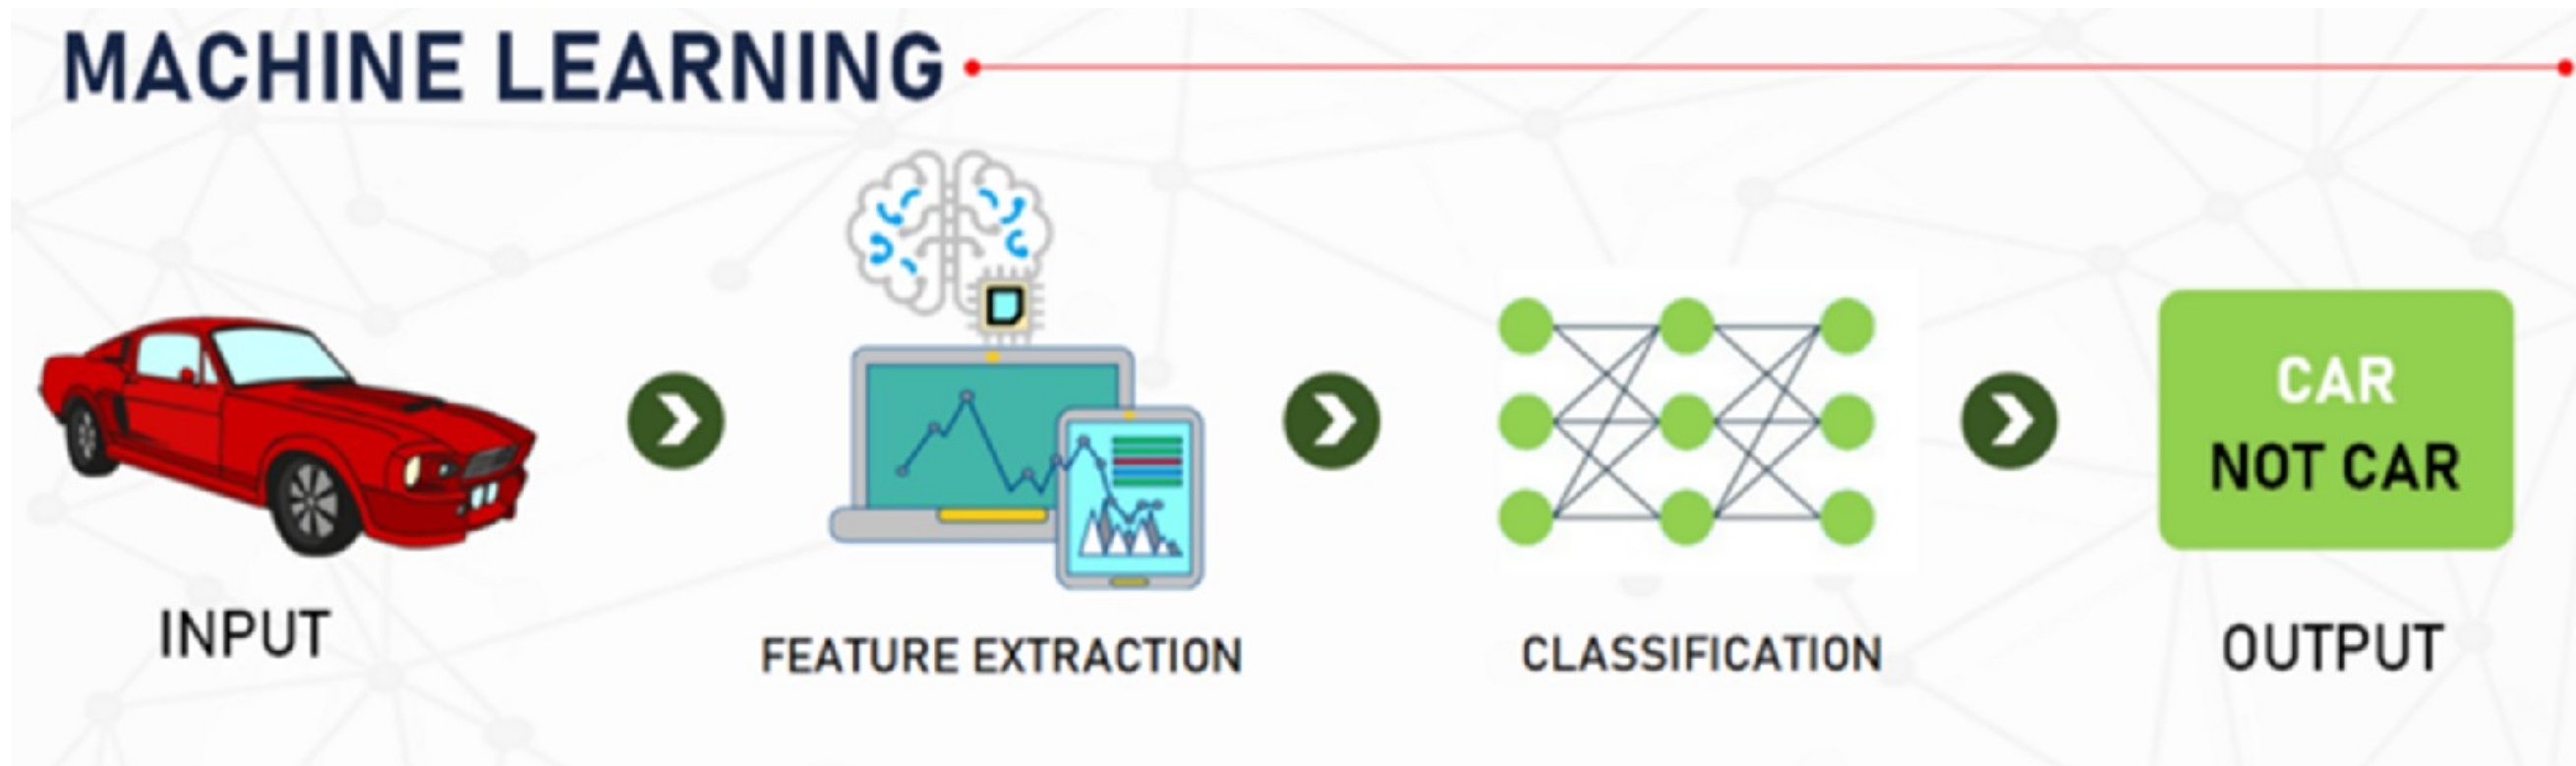 MACHINE LEARNING
INPUT
FEATURE EXTRACTION
CLASSIFICATION
CAR
NOT CAR
OUTPUT